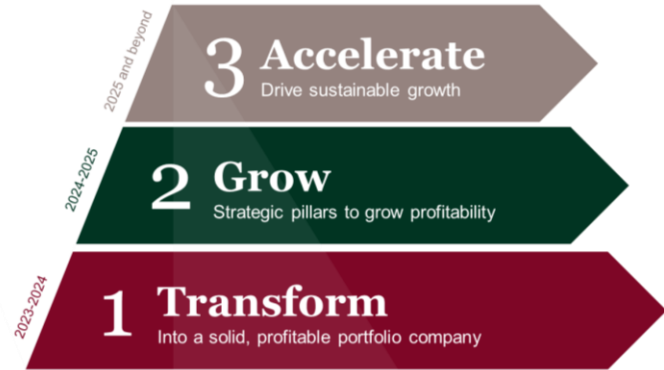 2025 and beyond
3 Accelerate
Drive sustainable growth
2024-2025
2 Grow
Strategic pillars to grow profitability
2023-2024
1 Transform
Into a solid, profitable portfolio company